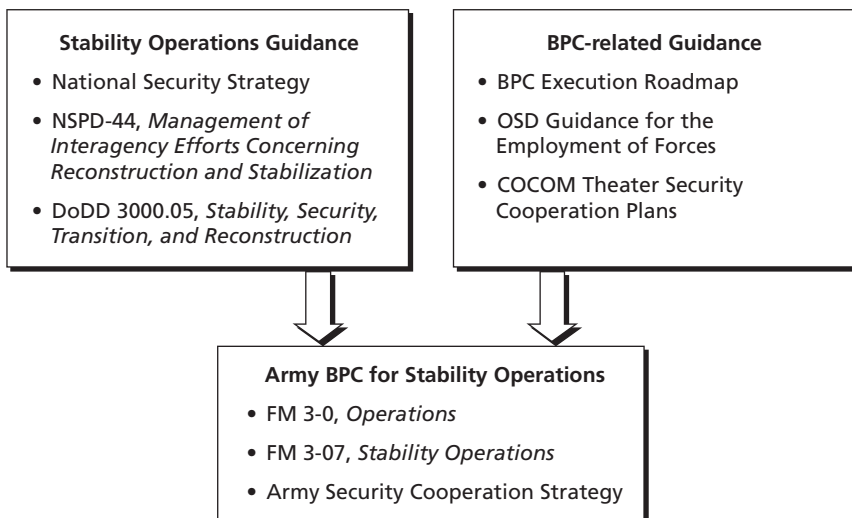 Stability Operations Guidance
• National Security Strategy
• NSPD-44, Management of
Interagency Efforts Concerning
Reconstruction and Stabilization
• DoDD 3000.05, Stability, Security,
Transition, and Reconstruction
BPC-related Guidance
• BPC Execution Roadmap
• OSD Guidance for the
Employment of Forces
• COCOM Theater Security
Cooperation Plans
Army BPC for Stability Operations
• FM 3-0, Operations
• FM 3-07, Stability Operations
• Army Security Cooperation Strategy